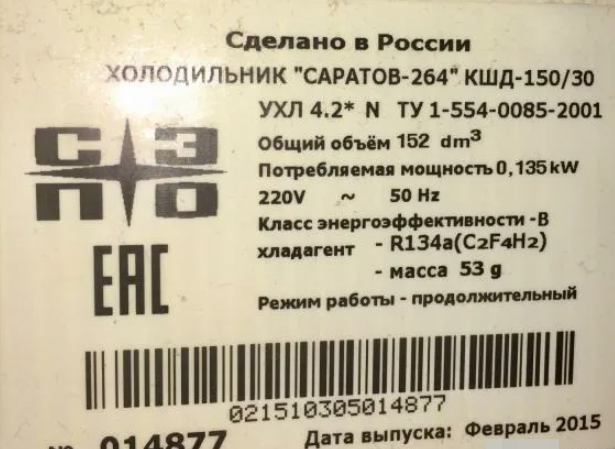 Сделано в России
ХОЛОДИЛЬНИК "САРАТОВ-264" КШД-150/30
УХЛ 4.2* N ТУ 1-554-0085-2001
СЭПО
Общий объём 152 dm³
Потребляемая мощность 0,135 kW
220V ~ 50 Hz
Класс энергоэффективности -В
хладагент - R134a(C2F4H2)
- масса 53 g
EAC
Режим работы - продолжительный
021510305014877
№ 014877
Дата выпуска: Февраль 2015